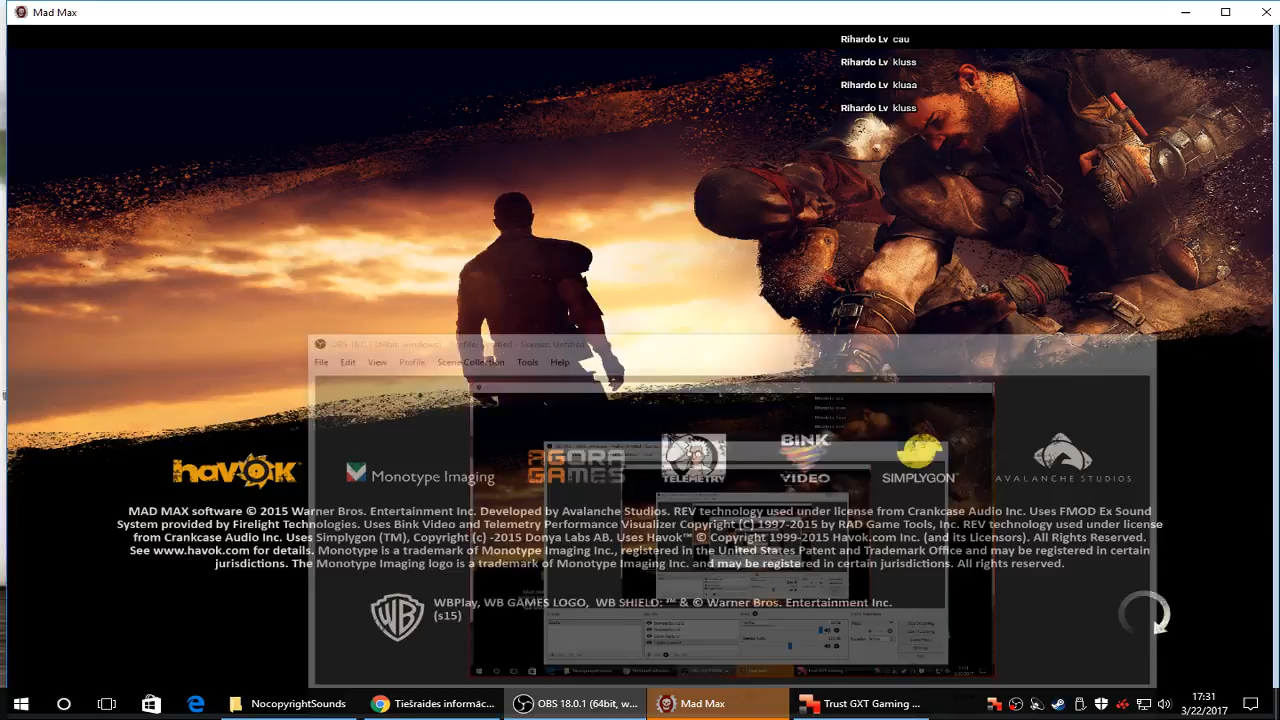 Mad Max
Rihardo Lv cau
Rihardo Lv kluss
Rihardo Lv kluaa
Rihardo Lv kluss
OBS 18.0.1 (64bit, windows)
File Edit View Profile Scene Collection Tools Help
havok Monotype Imaging AGORA GAMES TELEMETRY BINK VIDEO SIMPLYGON AVALANCHE STUDIOS
MAD MAX software © 2015 Warner Bros. Entertainment Inc. Developed by Avalanche Studios. REV technology used under license from Crankcase Audio Inc. Uses FMOD Ex Sound
System provided by Firelight Technologies. Uses Bink Video and Telemetry Performance Visualizer Copyright (c) 1997-2015 by RAD Game Tools, Inc. REV technology used under license
from Crankcase Audio Inc. Uses Simplygon (TM), Copyright (c) -2015 Donya Labs AB. Uses Havok™ © Copyright 1999-2015 Havok.com Inc. (and its Licensors). All Rights Reserved.
See www.havok.com for details. Monotype is a trademark of Monotype Imaging Inc., registered in the United States Patent and Trademark Office and may be registered in certain
jurisdictions. The Monotype Imaging logo is a trademark of Monotype Imaging Inc. and may be registered in certain jurisdictions. All rights reserved.
WB WBPlay, WB GAMES LOGO, WB SHIELD: ™ & © Warner Bros. Entertainment Inc.
(s15)
NocopyrightSounds Tiešraides informāc... OBS 18.0.1 (64bit, w... Mad Max Trust GXT Gaming ... 17:31
3/22/2017